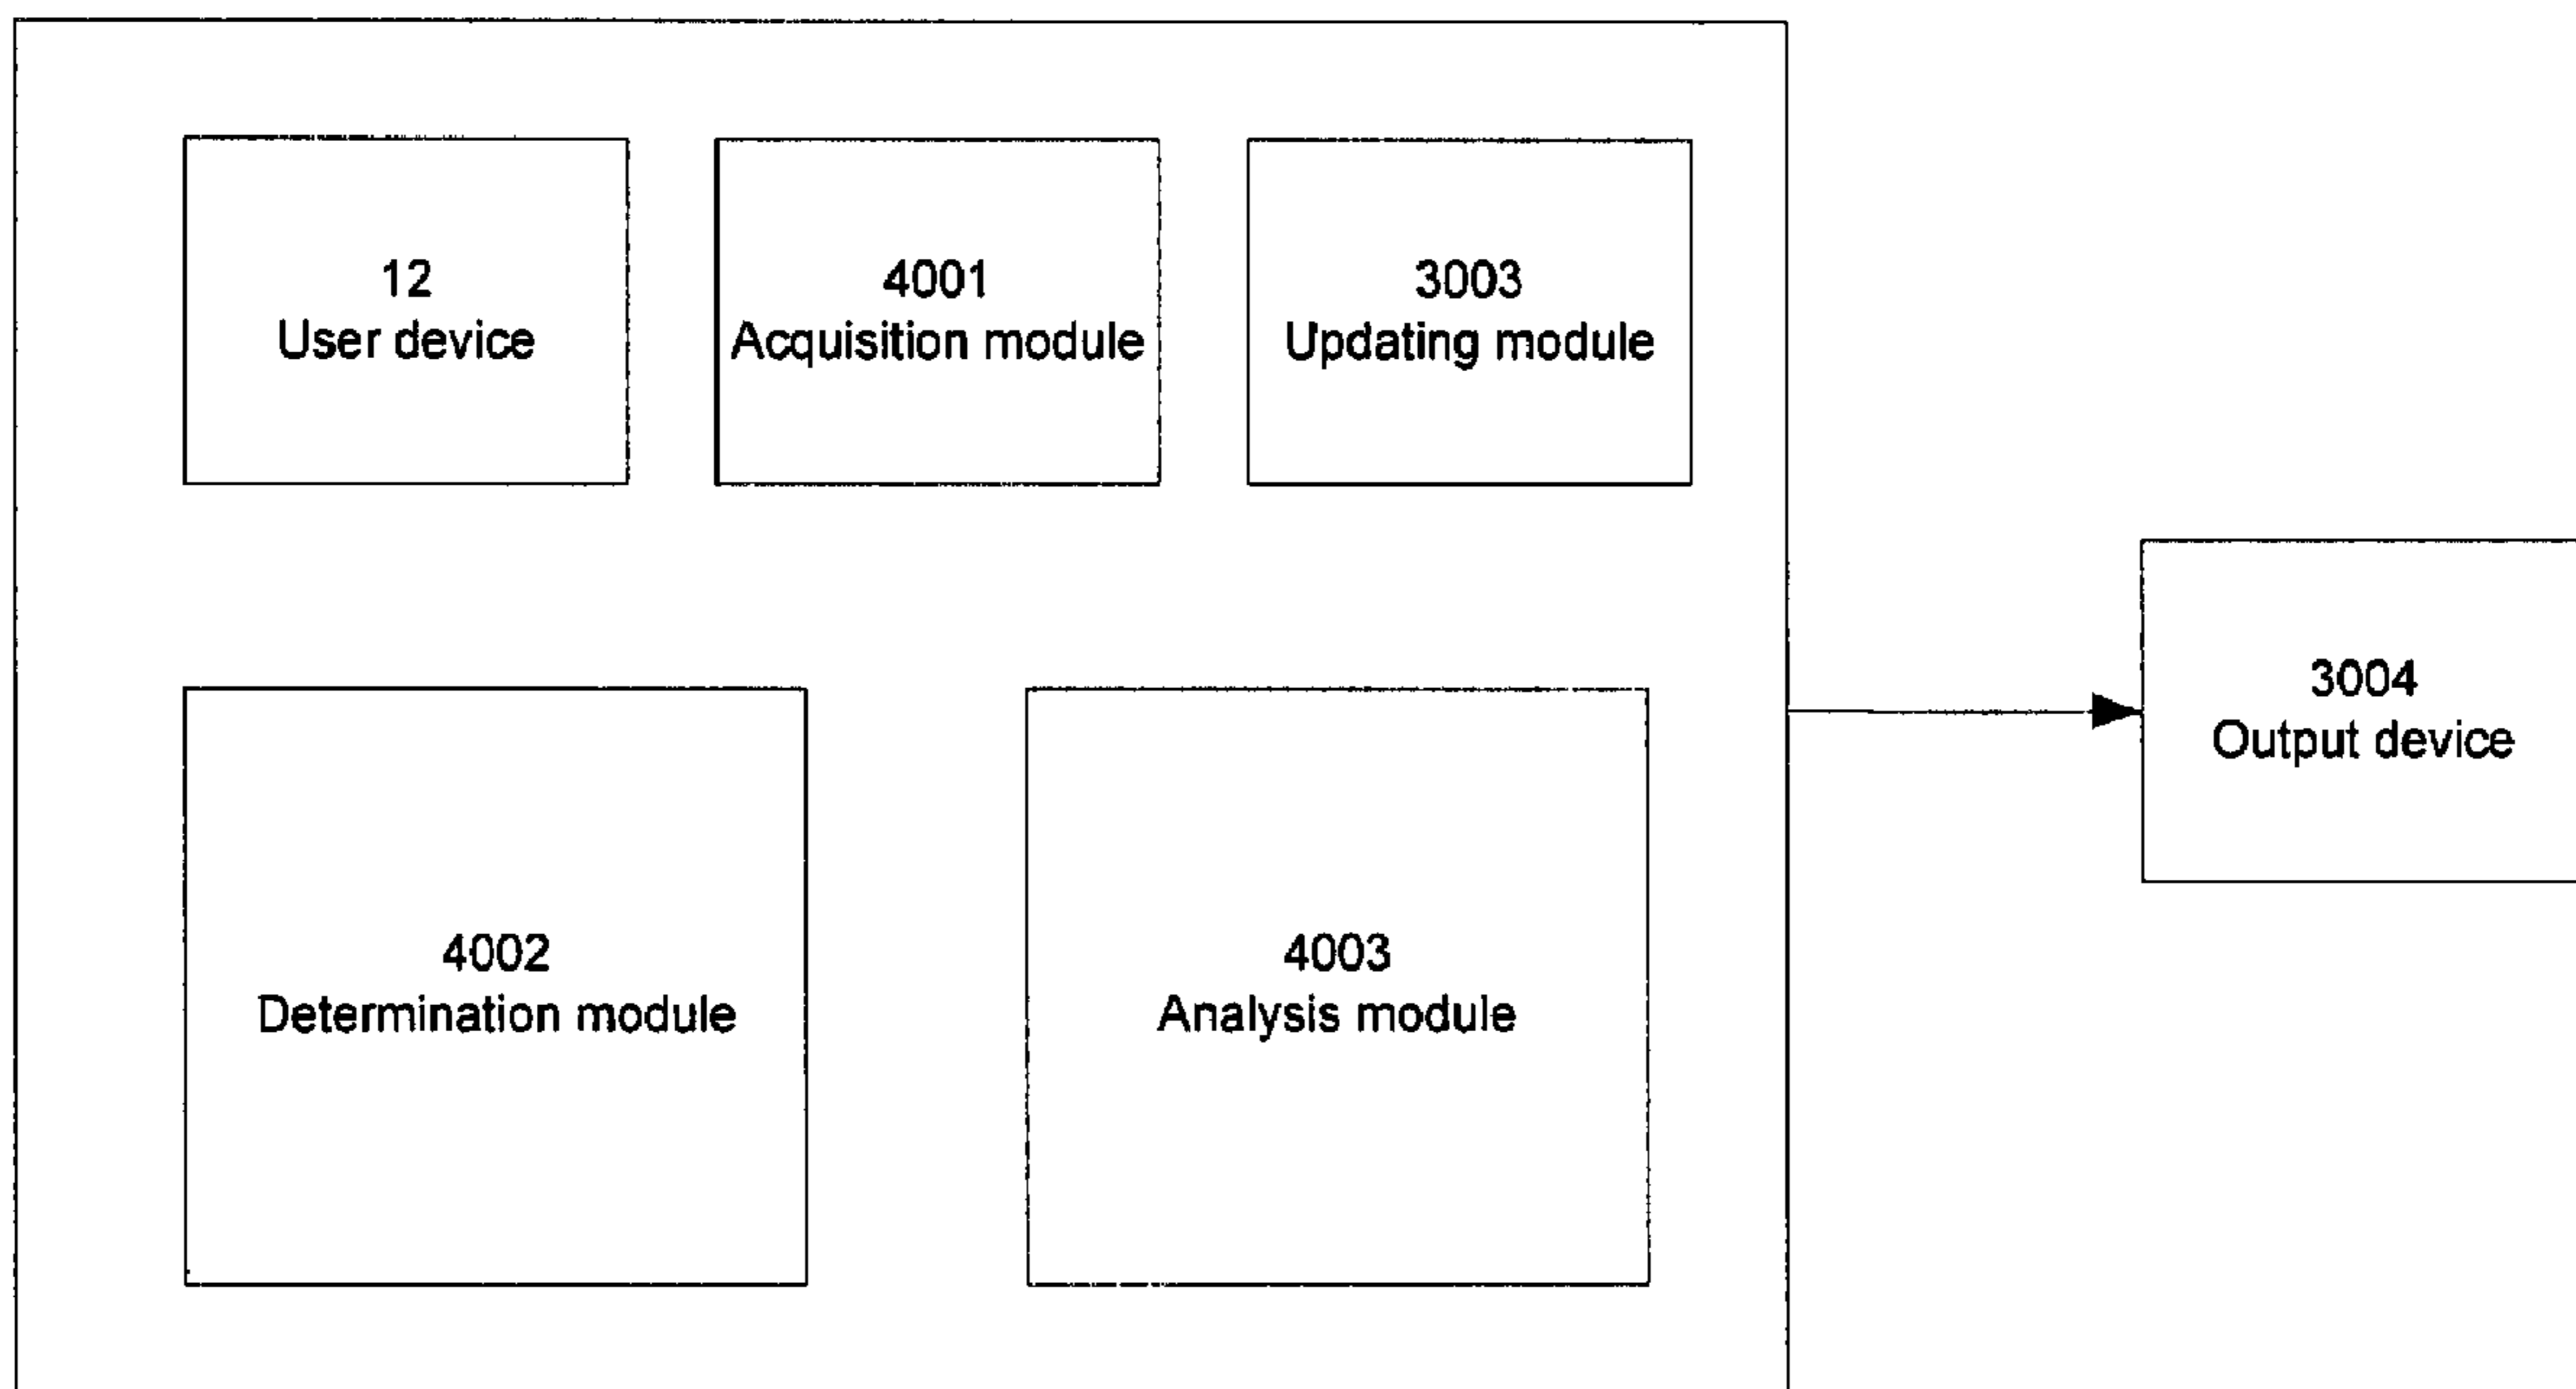 12
User device
4001
Acquisition module
3003
Updating module
3004
Output device
4002
Determination module
4003
Analysis module